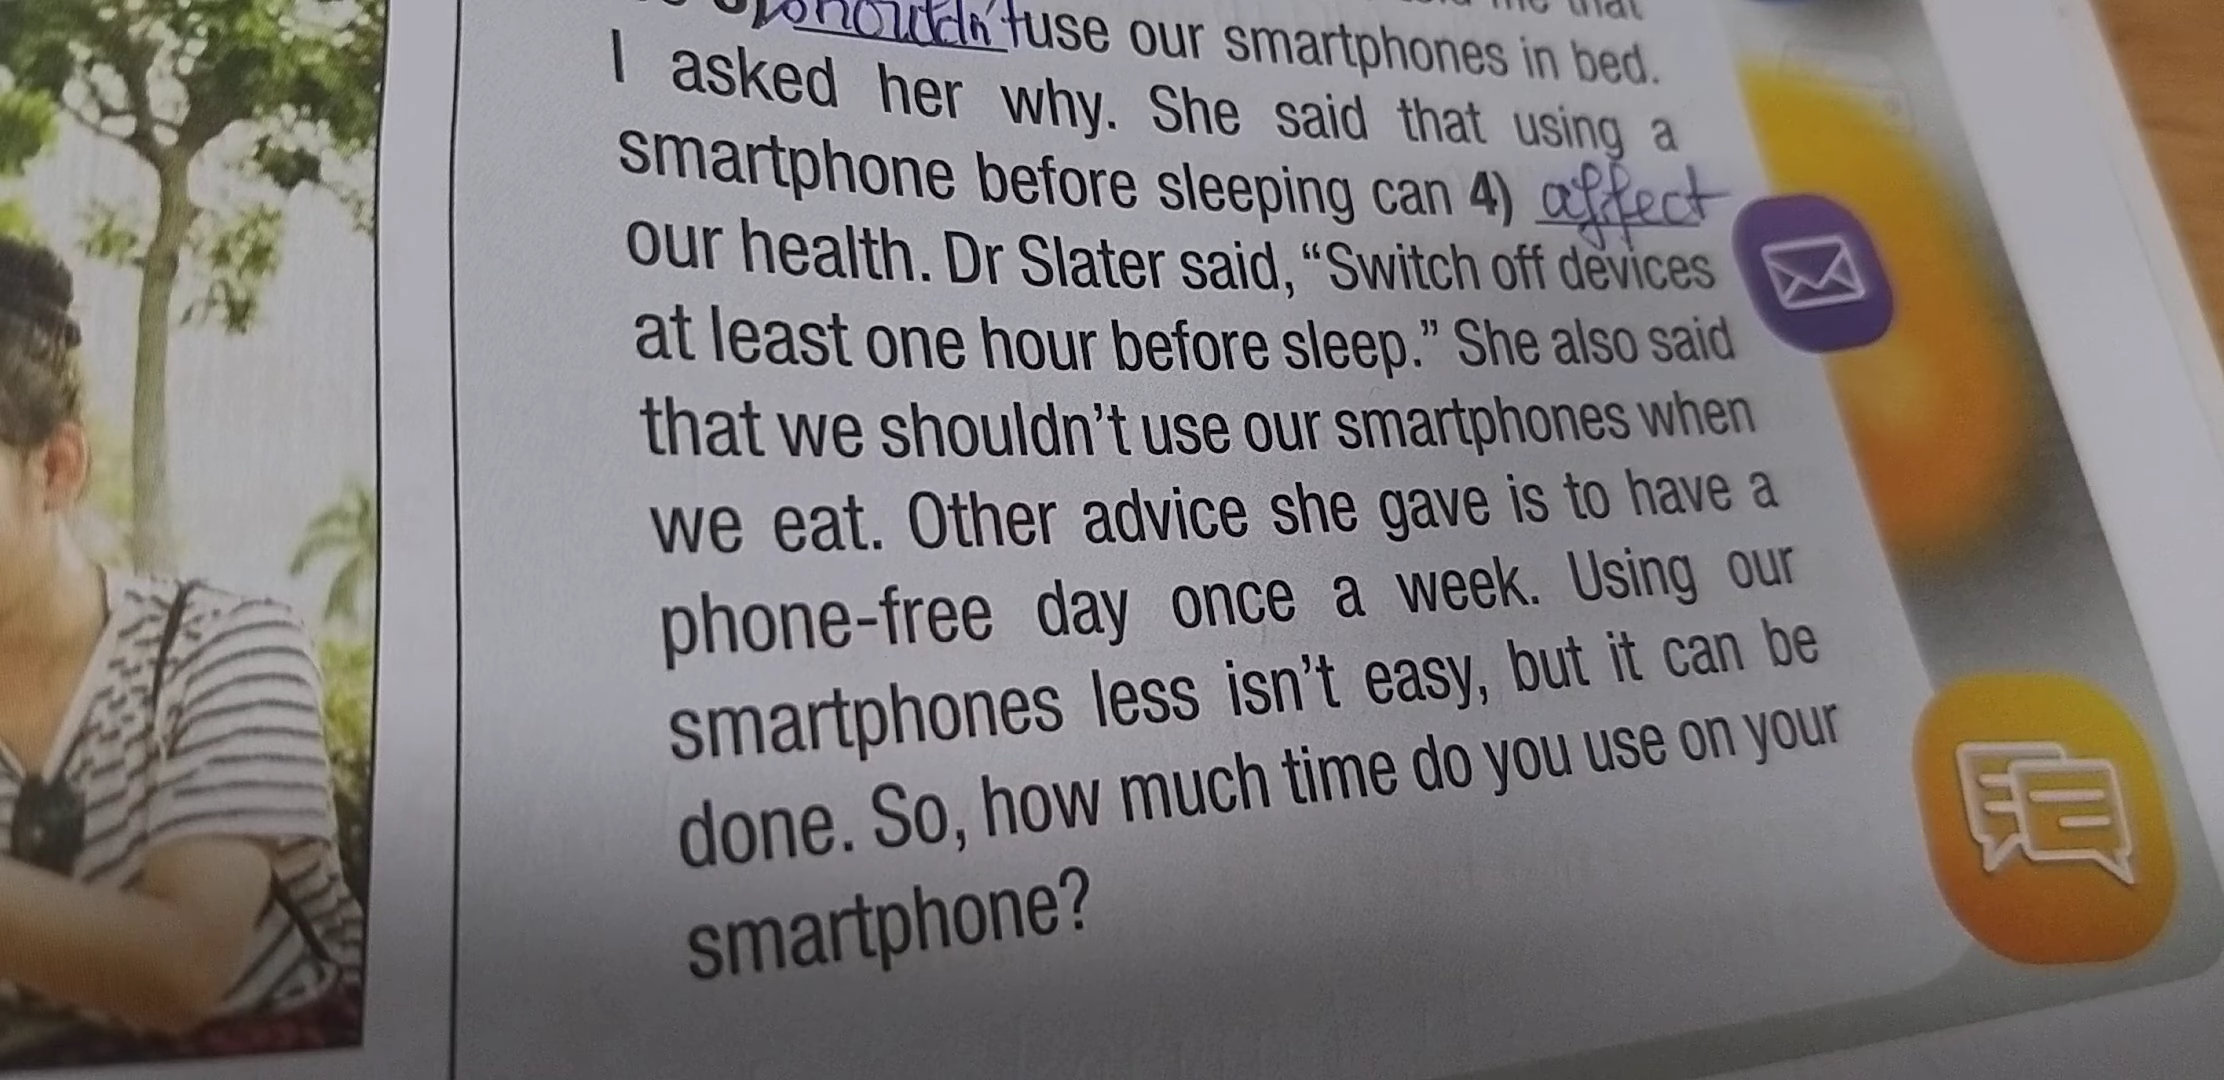 that
shouldn't use our smartphones in bed.
I asked her why. She said that using a
smartphone before sleeping can 4) affect
our health. Dr Slater said, “Switch off devices
at least one hour before sleep.” She also said
that we shouldn’t use our smartphones when
we eat. Other advice she gave is to have a
phone-free day once a week. Using our
smartphones less isn’t easy, but it can be
done. So, how much time do you use on your
smartphone?